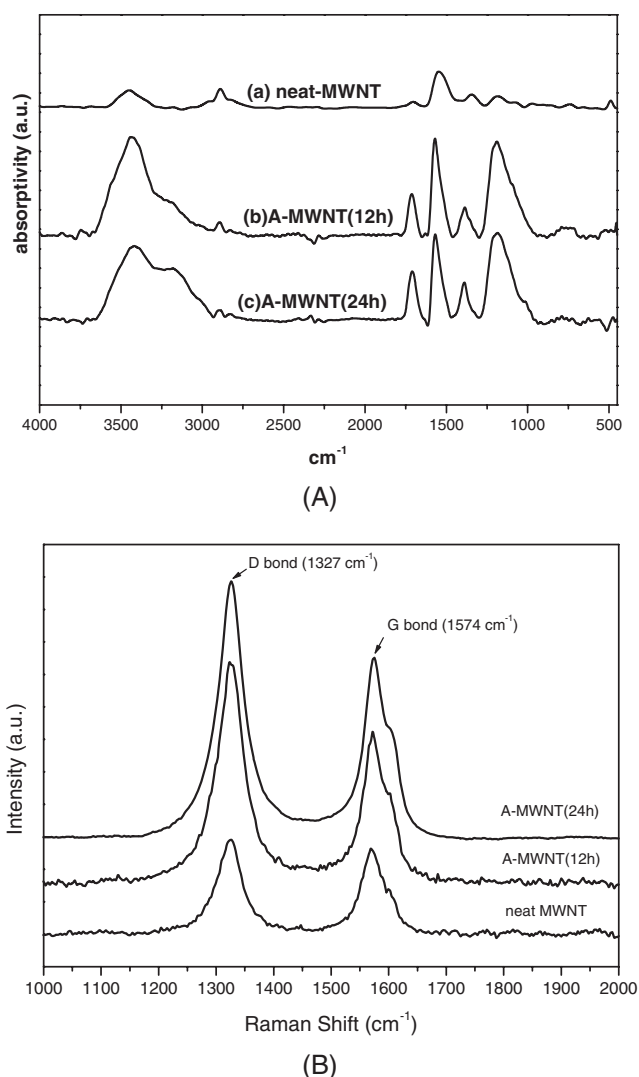 absorptivity (a.u.)
(a) neat-MWNT
(b)A-MWNT(12h)
(c)A-MWNT(24h)
4000 3500 3000 2500 2000 1500 1000 500
cm⁻¹
(A)
Intensity (a.u.)
D bond (1327 cm⁻¹)
G bond (1574 cm⁻¹)
A-MWNT(24h)
A-MWNT(12h)
neat MWNT
1000 1100 1200 1300 1400 1500 1600 1700 1800 1900 2000
Raman Shift (cm⁻¹)
(B)